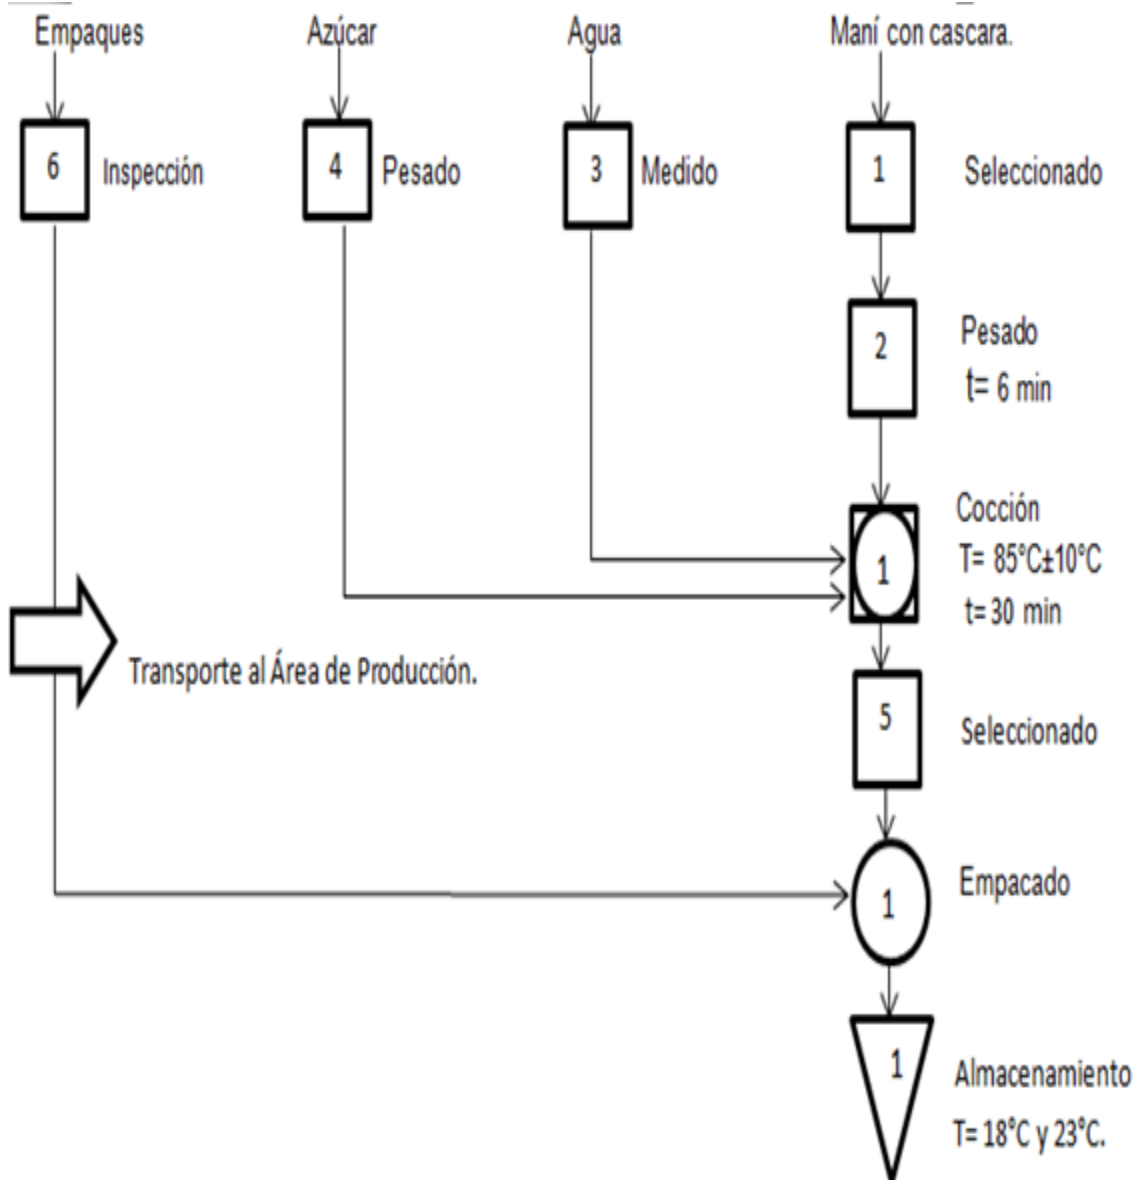 Empaques
Azúcar
Agua
Maní con cascara.
6
Inspección
4
Pesado
3
Medido
1
Seleccionado
2
Pesado
t= 6 min
Cocción
T= 85°C±10°C
1
t= 30 min
Transporte al Área de Producción.
5
Seleccionado
Empacado
1
1
Almacenamiento
T= 18°C y 23°C.